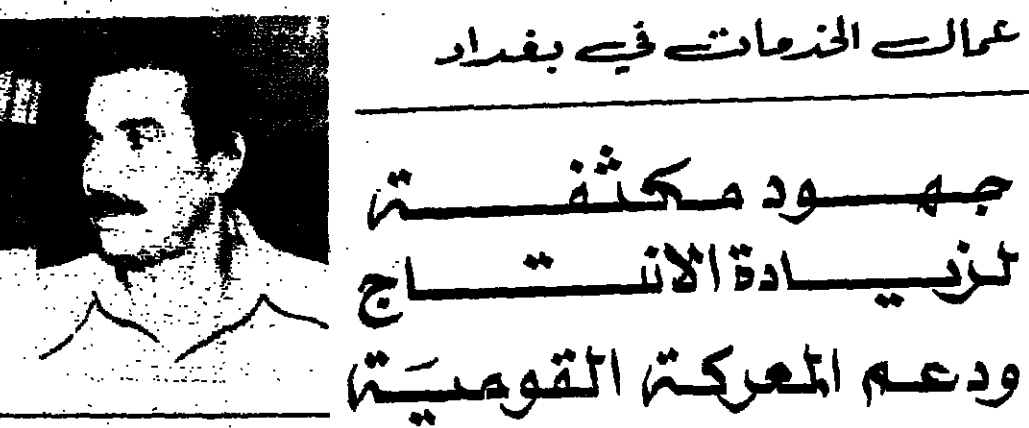 عمال الخدمات في بغداد
جهود مكثفة
لزيادة الانتاج
ودعم المعركة القومية